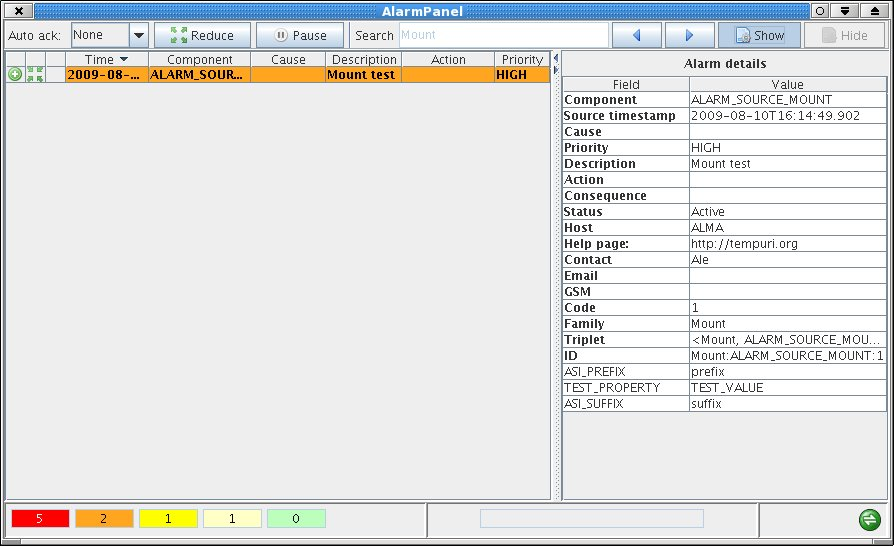 AlarmPanel
Auto ack: None Reduce Pause Search Mount Show Hide
Time Component Cause Description Action Priority
2009-08-... ALARM_SOUR... Mount test HIGH
Alarm details
Field Value
Component ALARM_SOURCE_MOUNT
Source timestamp 2009-08-10T16:14:49.902
Cause
Priority HIGH
Description Mount test
Action
Consequence
Status Active
Host ALMA
Help page: http://tempuri.org
Contact Ale
Email
GSM
Code 1
Family Mount
Triplet <Mount, ALARM_SOURCE_MOU...
ID Mount:ALARM_SOURCE_MOUNT:1
ASI_PREFIX prefix
TEST_PROPERTY TEST_VALUE
ASI_SUFFIX suffix
5 2 1 1 0